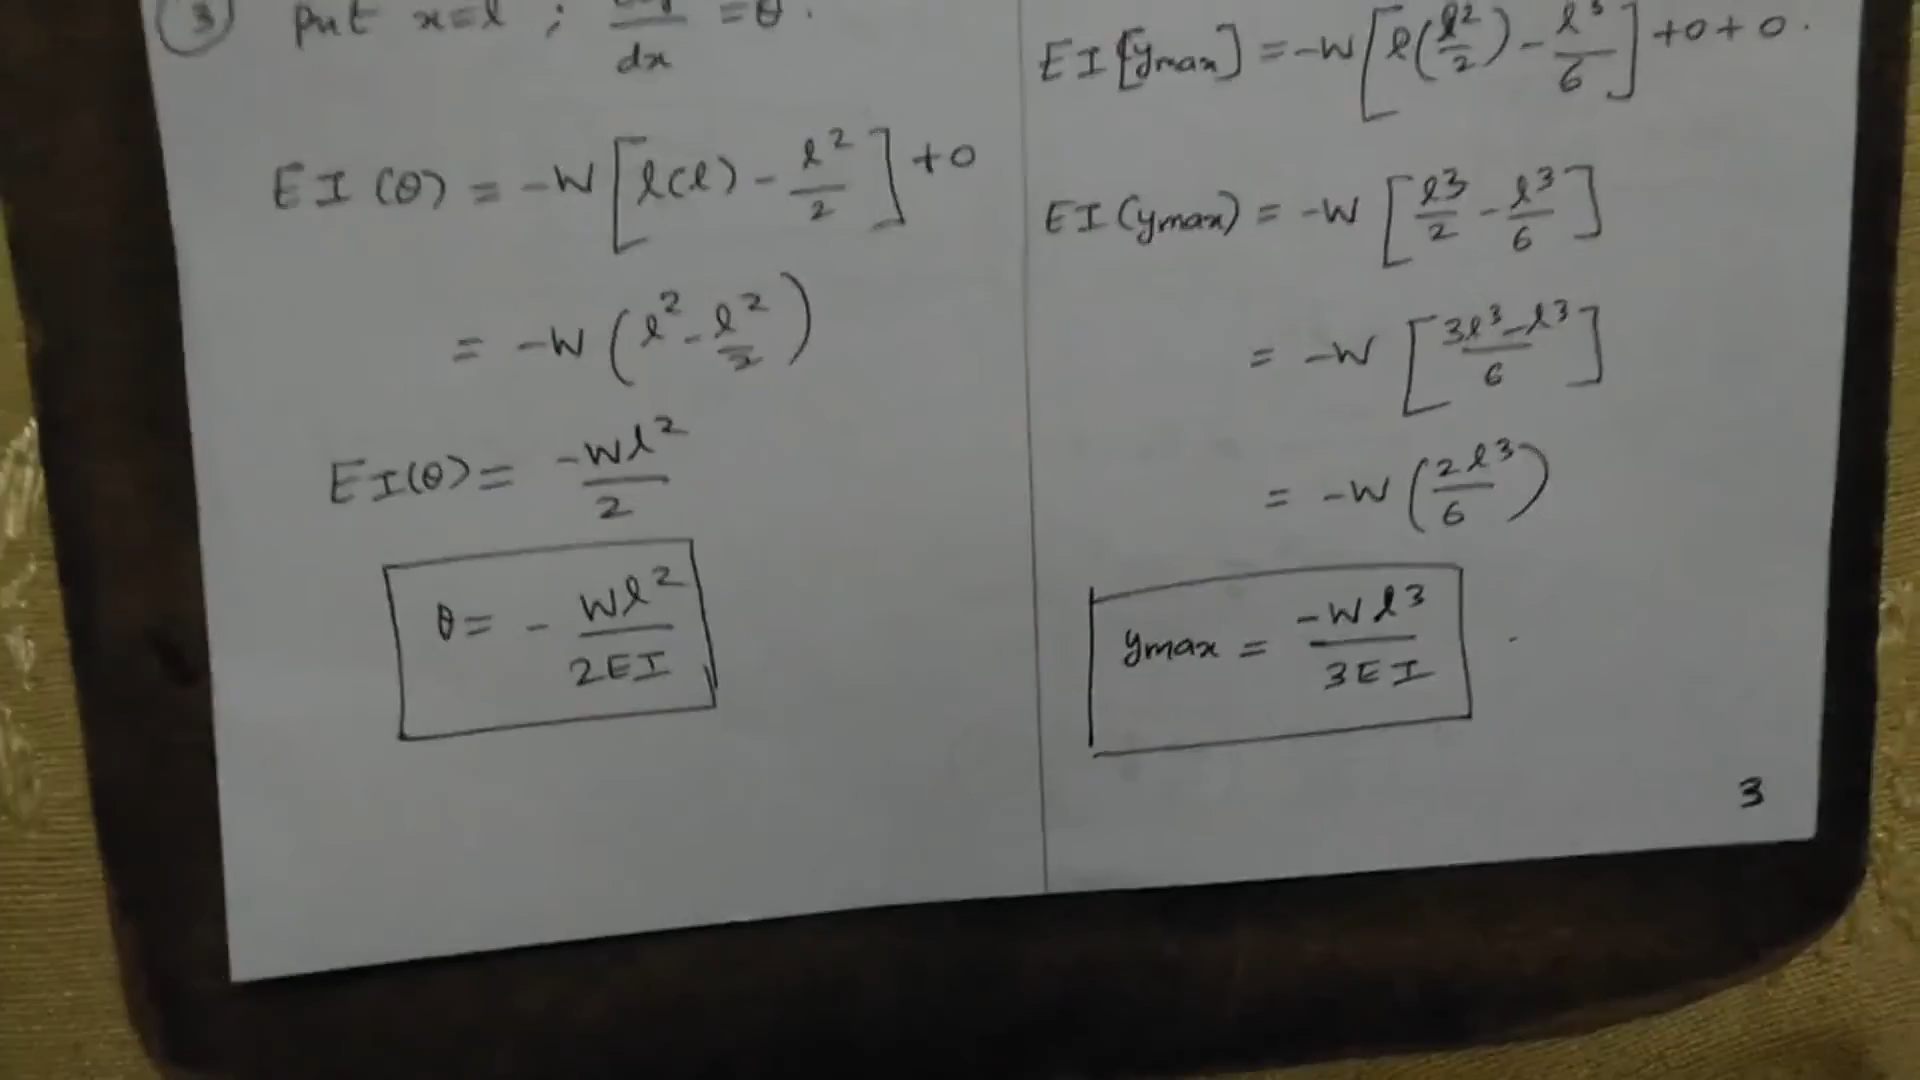 3 put x=l ; dy/dx = θ.
EI(θ) = -W[l(l) - l²/2] + 0
= -W(l² - l²/2)
EI(θ) = -Wl²/2
θ = - Wl²/2EI
EI[ymax] = -W[l(l²/2) - l³/6] + 0 + 0.
EI(ymax) = -W[l³/2 - l³/6]
= -W[3l³-l³/6]
= -W(2l³/6)
ymax = -Wl³/3EI
3